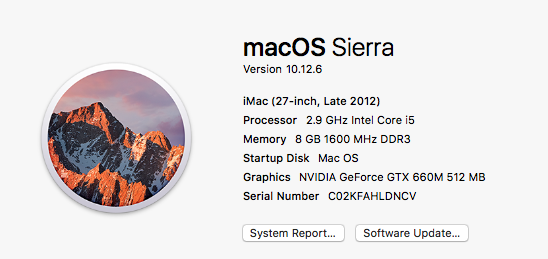 macOS Sierra
Version 10.12.6
iMac (27-inch, Late 2012)
Processor 2.9 GHz Intel Core i5
Memory 8 GB 1600 MHz DDR3
Startup Disk Mac OS
Graphics NVIDIA GeForce GTX 660M 512 MB
Serial Number C02KFAHLDNCV
System Report... Software Update...